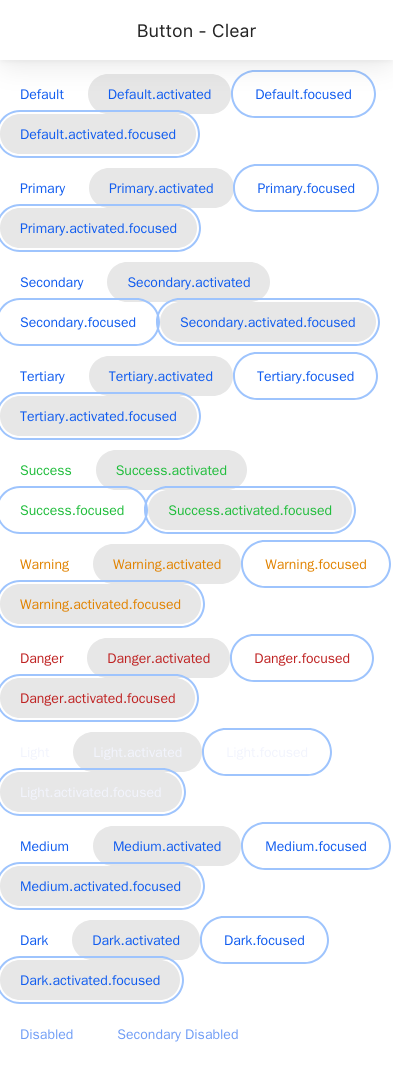 Button - Clear
Default Default.activated Default.focused
Default.activated.focused
Primary Primary.activated Primary.focused
Primary.activated.focused
Secondary Secondary.activated
Secondary.focused Secondary.activated.focused
Tertiary Tertiary.activated Tertiary.focused
Tertiary.activated.focused
Success Success.activated
Success.focused Success.activated.focused
Warning Warning.activated Warning.focused
Warning.activated.focused
Danger Danger.activated Danger.focused
Danger.activated.focused
Light Light.activated Light.focused
Light.activated.focused
Medium Medium.activated Medium.focused
Medium.activated.focused
Dark Dark.activated Dark.focused
Dark.activated.focused
Disabled Secondary Disabled